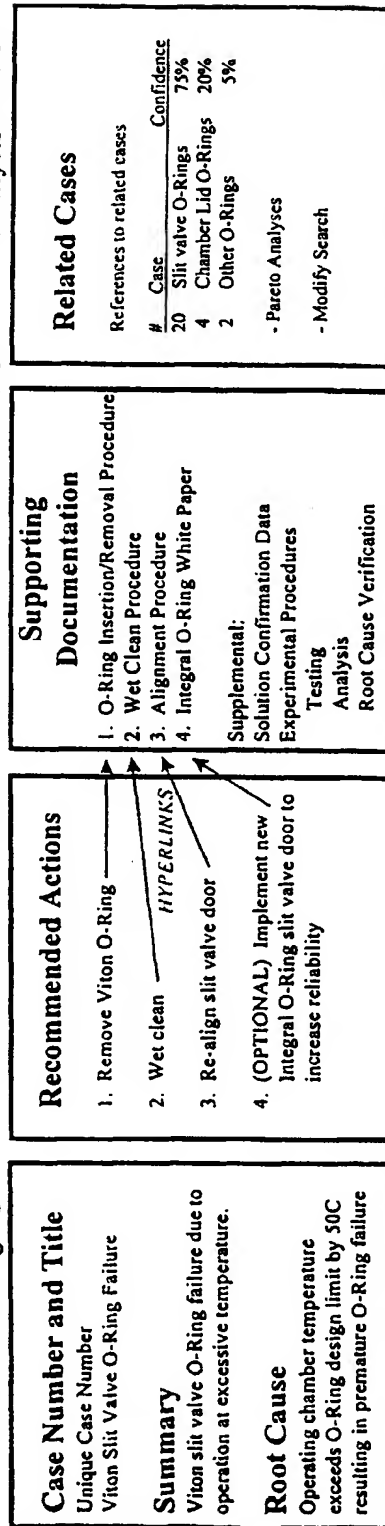 Case Number and Title
Unique Case Number
Viton Slit Valve O-Ring Failure
Summary
Viton slit valve O-Ring failure due to
operation at excessive temperature.
Root Cause
Operating chamber temperature
exceeds O-Ring design limit by 50C
resulting in premature O-Ring failure
Recommended Actions
1. Remove Viton O-Ring
2. Wet clean
HYPERLINKS
3. Re-align slit valve door
4. (OPTIONAL) Implement new
Integral O-Ring slit valve door to
increase reliability
Supporting
Documentation
1. O-Ring Insertion/Removal Procedure
2. Wet Clean Procedure
3. Alignment Procedure
4. Integral O-Ring White Paper
Supplemental:
Solution Confirmation Data
Experimental Procedures
Testing
Analysis
Root Cause Verification
Related Cases
References to related cases
# Case Confidence
20 Slit valve O-Rings 75%
4 Chamber Lid O-Rings 20%
2 Other O-Rings 5%
- Pareto Analyses
- Modify Search